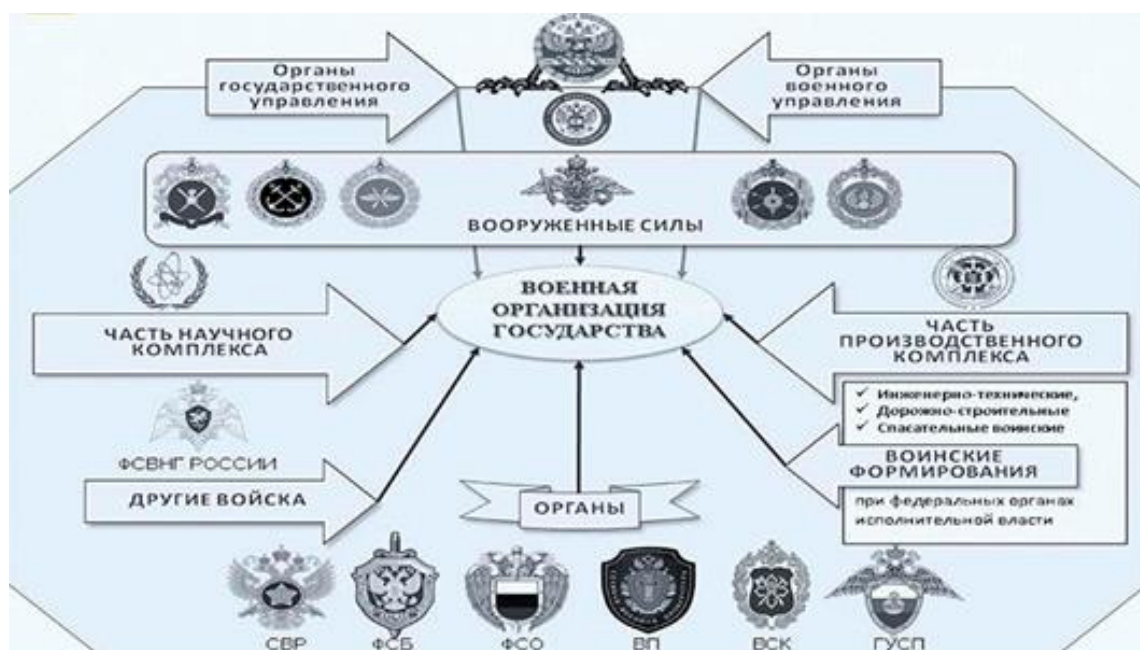 Органы
государственного
управления
Органы
военного
управления
ВООРУЖЕННЫЕ СИЛЫ
ВОЕННАЯ
ОРГАНИЗАЦИЯ
ГОСУДАРСТВА
ЧАСТЬ НАУЧНОГО
КОМПЛЕКСА
ЧАСТЬ
ПРОИЗВОДСТВЕННОГО
КОМПЛЕКСА
✓ Инженерно-технические,
✓ Дорожно-строительные
✓ Спасательные воинские
ФСВНГ РОССИИ
ВОИНСКИЕ
ФОРМИРОВАНИЯ
ДРУГИЕ ВОЙСКА
ОРГАНЫ
при федеральных органах
исполнительной власти
СВР ФСБ ФСО ВП ВСК ГУСП